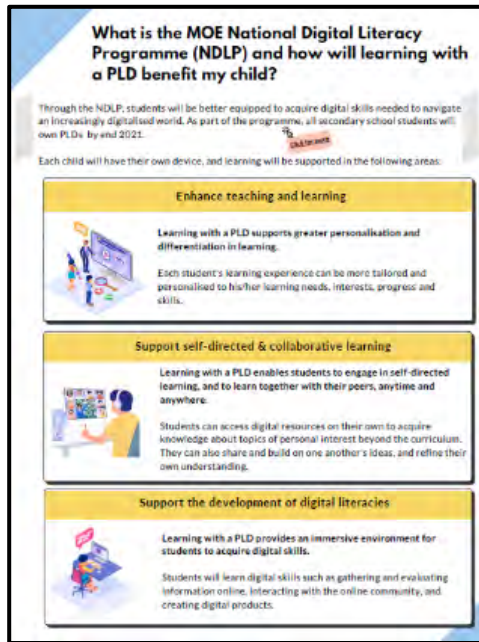 What is the MOE National Digital Literacy
Programme (NDLP) and how will learning with
a PLD benefit my child?
Through the NDLP, students will be better equipped to acquire digital skills needed to navigate
an increasingly digitalised world. As part of the programme, all secondary school students will
own PLDs by end 2021.
Each child will have their own device, and learning will be supported in the following areas:
Enhance teaching and learning
Learning with a PLD supports greater personalisation and
differentiation in learning.
Each student's learning experience can be more tailored and
personalised to his/her learning needs, interests, progress and
skills.
Support self-directed & collaborative learning
Learning with a PLD enables students to engage in self-directed
learning, and to learn together with their peers, anytime and
anywhere.
Students can access digital resources on their own to acquire
knowledge about topics of personal interest beyond the curriculum.
They can also share and build on one another's ideas, and refine their
own understanding.
Support the development of digital literacies
Learning with a PLD provides an immersive environment for
students to acquire digital skills.
Students will learn digital skills such as gathering and evaluating
information online, interacting with the online community, and
creating digital products.